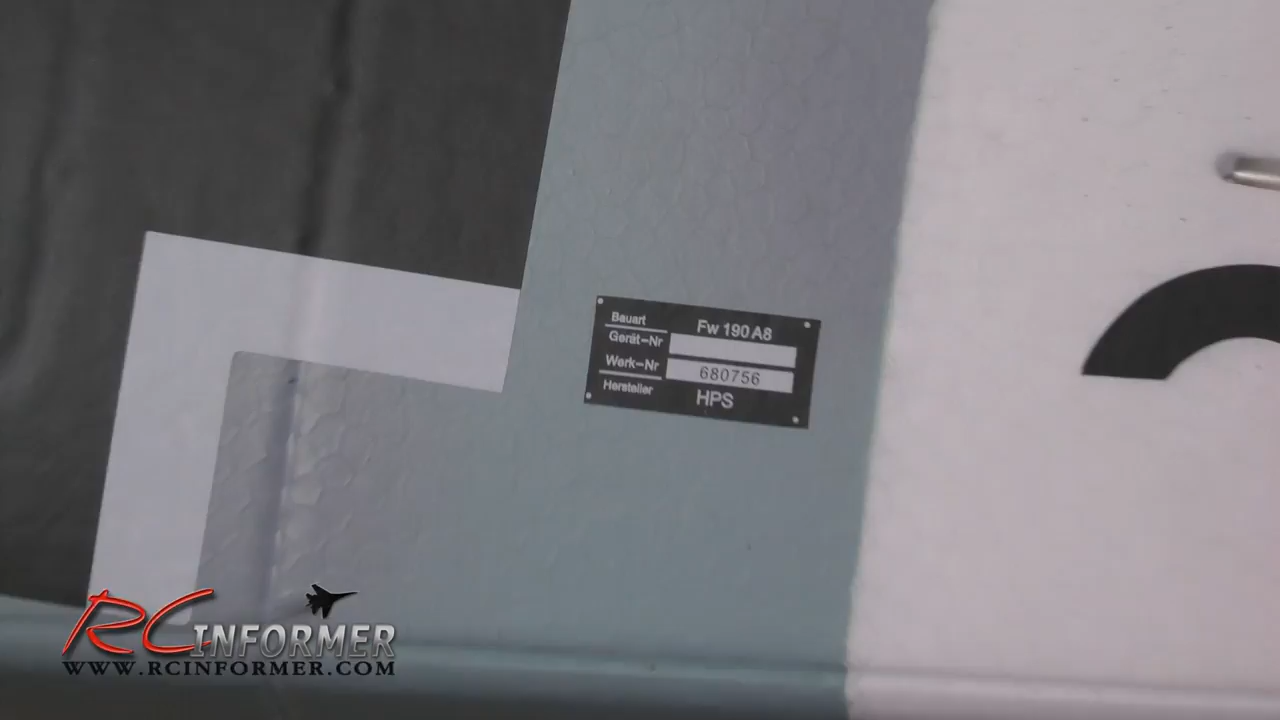 Bauart Fw 190 A8
Gerät-Nr
Werk-Nr 680756
Hersteller HPS
RCINFORMER
WWW.RCINFORMER.COM